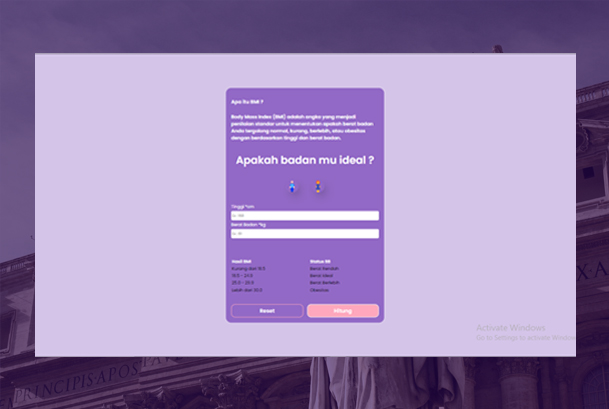 Apa itu BMI ?
Body Mass Index (BMI) adalah angka yang menjadi
penilaian standar untuk menentukan apakah berat badan
Anda tergolong normal, kurang, berlebih, atau obesitas
dengan berdasarkan tinggi dan berat badan.
Apakah badan mu ideal ?
Tinggi *cm
Berat Badan *kg
Hasil BMI Status BB
Kurang dari 18.5 Berat Rendah
18.5 - 24.9 Berat Ideal
25.0 - 29.9 Berat Berlebih
Lebih dari 30.0 Obesitas
Reset Hitung
Activate Windows
Go to Settings to activate Windows
PRINCIPIS·APOST